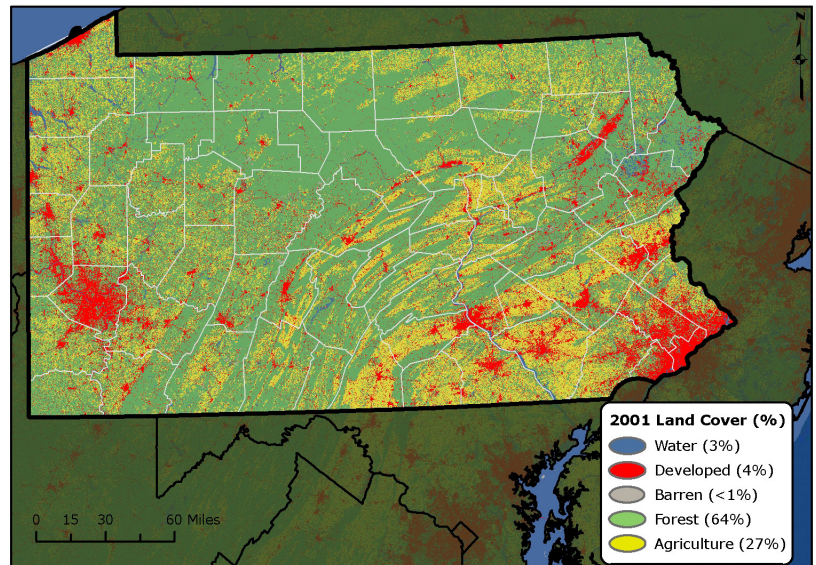 N
2001 Land Cover (%)
Water (3%)
Developed (4%)
Barren (<1%)
Forest (64%)
Agriculture (27%)
0 15 30 60 Miles